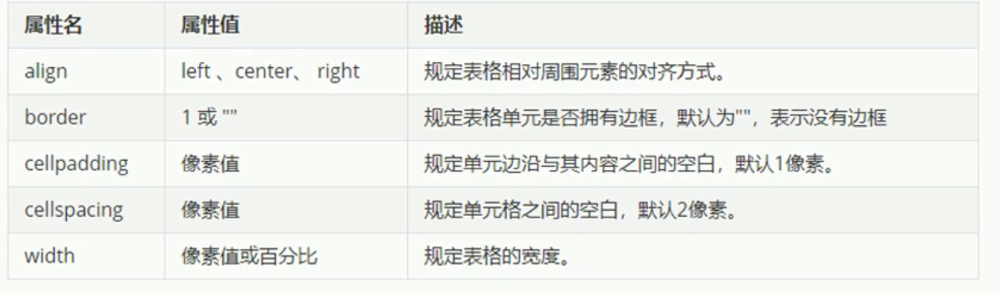 属性名 属性值 描述
align left 、center、 right 规定表格相对周围元素的对齐方式。
border 1 或 "" 规定表格单元是否拥有边框，默认为""，表示没有边框
cellpadding 像素值 规定单元边沿与其内容之间的空白，默认1像素。
cellspacing 像素值 规定单元格之间的空白，默认2像素。
width 像素值或百分比 规定表格的宽度。